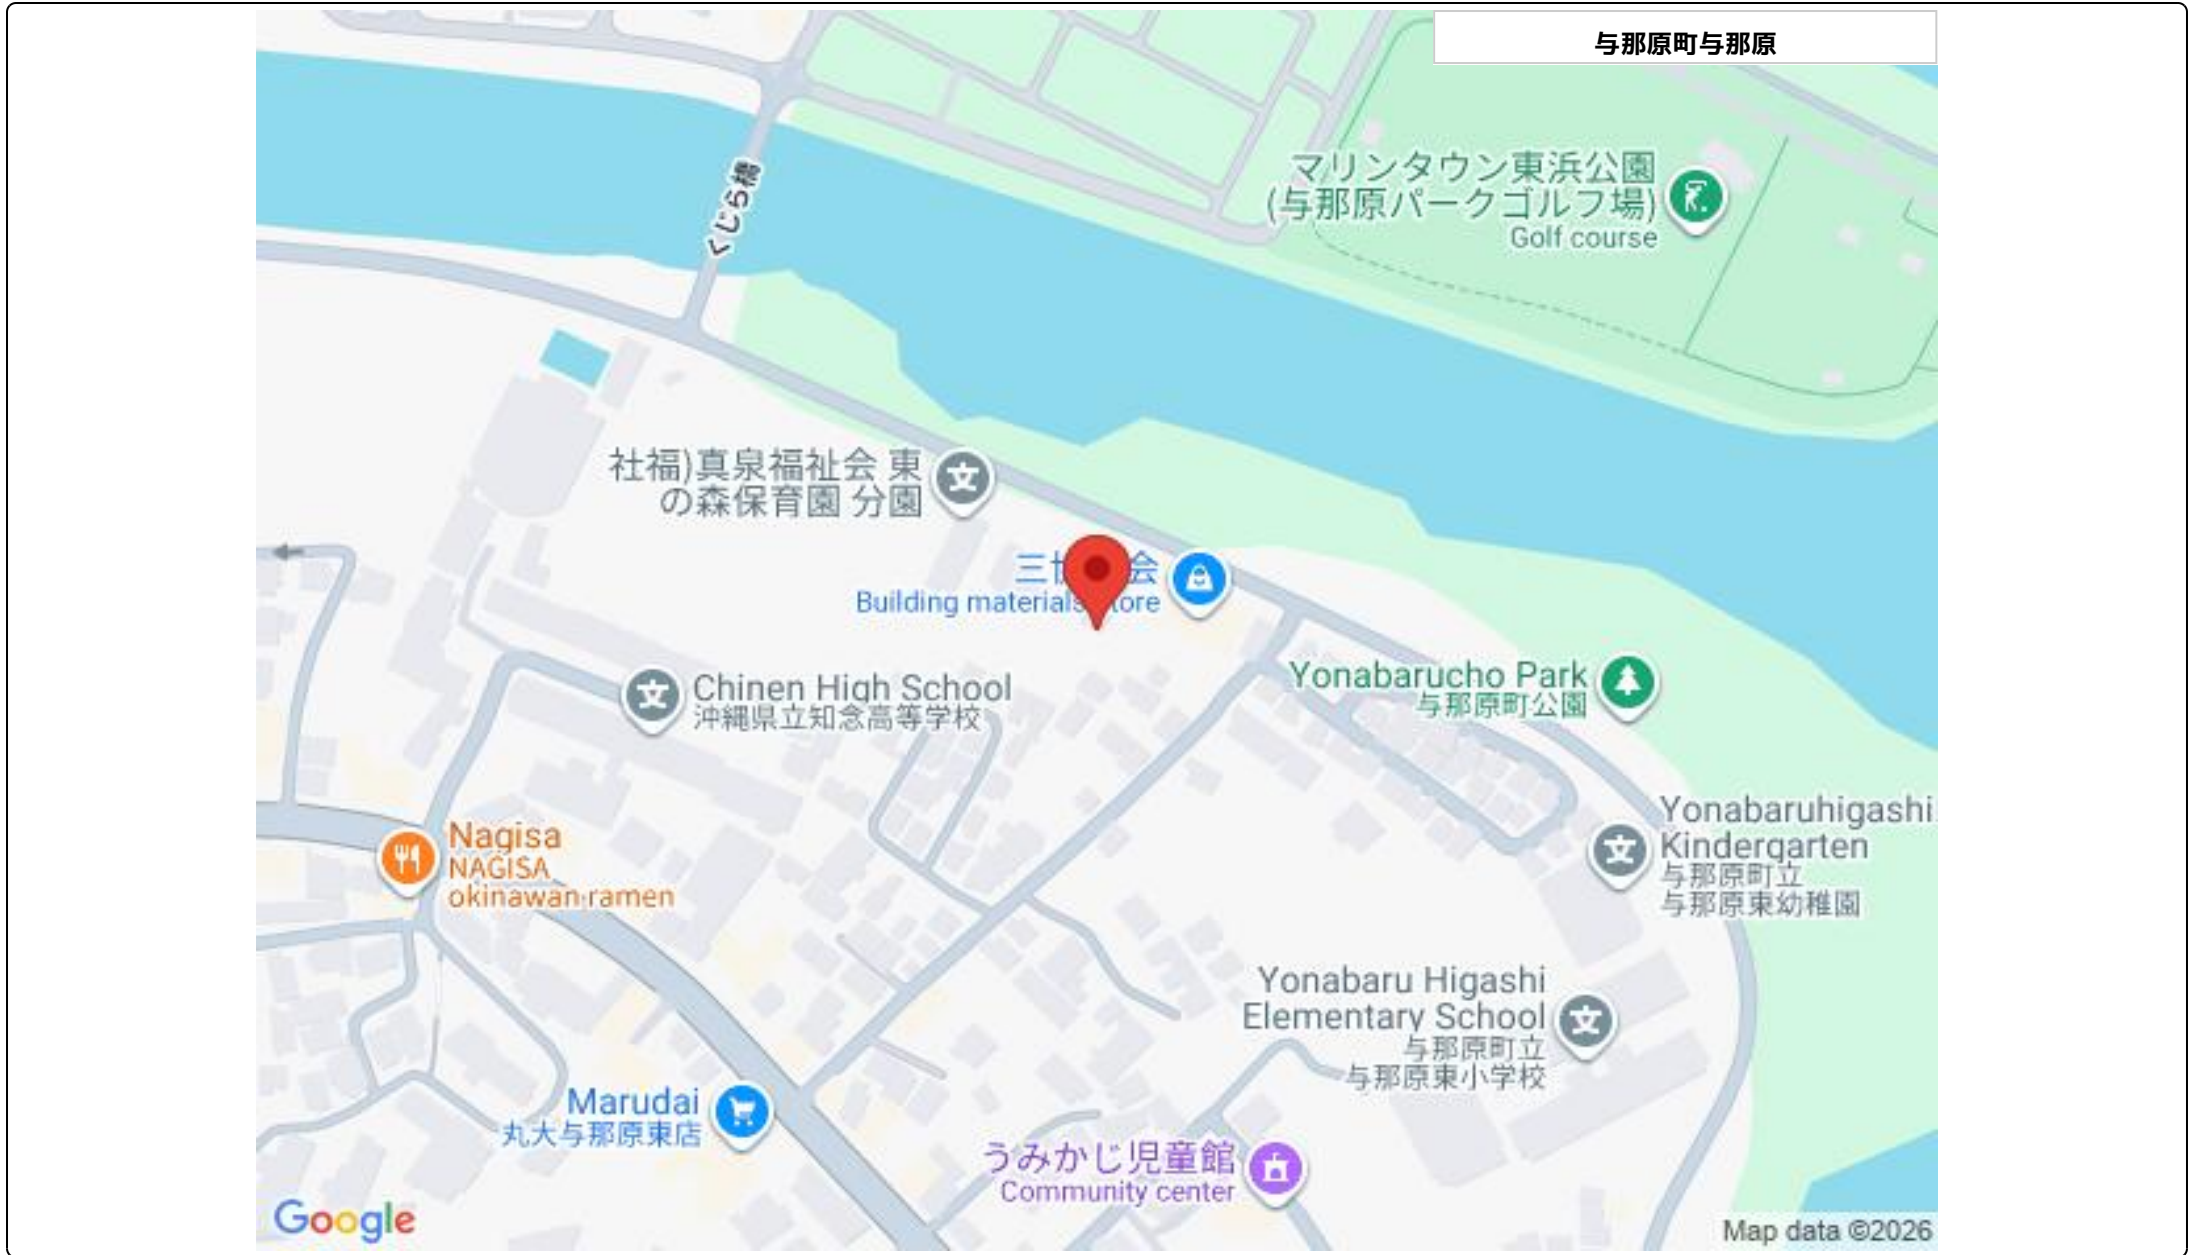 与那原町与那原
くじら橋
マリンタウン東浜公園
(与那原パークゴルフ場)
Golf course
社福)真泉福祉会 東
の森保育園 分園
三 会
Building materials tore
Chinen High School
沖縄県立知念高等学校
Yonabarucho Park
与那原町公園
Nagisa
NAGISA
okinawan ramen
Yonabaruhigashi
Kindergarten
与那原町立
与那原東幼稚園
Yonabaru Higashi
Elementary School
与那原町立
与那原東小学校
Marudai
丸大与那原東店
うみかじ児童館
Community center
Google
Map data ©2026